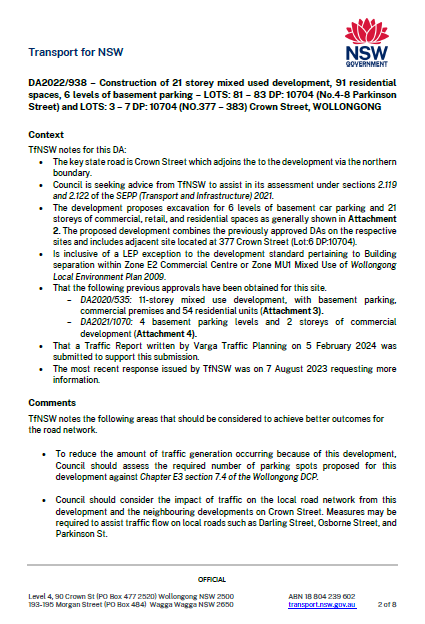 Transport for NSW
NSW
GOVERNMENT
DA2022/938 – Construction of 21 storey mixed used development, 91 residential
spaces, 6 levels of basement parking – LOTS: 81 – 83 DP: 10704 (No.4-8 Parkinson
Street) and LOTS: 3 – 7 DP: 10704 (NO.377 – 383) Crown Street, WOLLONGONG
Context
TfNSW notes for this DA:
• The key state road is Crown Street which adjoins the to the development via the northern
boundary.
• Council is seeking advice from TfNSW to assist in its assessment under sections 2.119
and 2.122 of the SEPP (Transport and Infrastructure) 2021.
• The development proposes excavation for 6 levels of basement car parking and 21
storeys of commercial, retail, and residential spaces as generally shown in Attachment
2. The proposed development combines the previously approved DAs on the respective
sites and includes adjacent site located at 377 Crown Street (Lot:6 DP:10704).
• Is inclusive of a LEP exception to the development standard pertaining to Building
separation within Zone E2 Commercial Centre or Zone MU1 Mixed Use of Wollongong
Local Environment Plan 2009.
• That the following previous approvals have been obtained for this site.
– DA2020/535: 11-storey mixed use development, with basement parking,
commercial premises and 54 residential units (Attachment 3).
– DA2021/1070: 4 basement parking levels and 2 storeys of commercial
development (Attachment 4).
• That a Traffic Report written by Varga Traffic Planning on 5 February 2024 was
submitted to support this submission.
• The most recent response issued by TfNSW was on 7 August 2023 requesting more
information.
Comments
TfNSW notes the following areas that should be considered to achieve better outcomes for
the road network.
• To reduce the amount of traffic generation occurring because of this development,
Council should assess the required number of parking spots proposed for this
development against Chapter E3 section 7.4 of the Wollongong DCP.
• Council should consider the impact of traffic on the local road network from this
development and the neighbouring developments on Crown Street. Measures may be
required to assist traffic flow on local roads such as Darling Street, Osborne Street, and
Parkinson St.
OFFICIAL
Level 4, 90 Crown St (PO Box 477 2520) Wollongong NSW 2500
193-195 Morgan Street (PO Box 484) Wagga Wagga NSW 2650
ABN 18 804 239 602
transport.nsw.gov.au
2 of 8